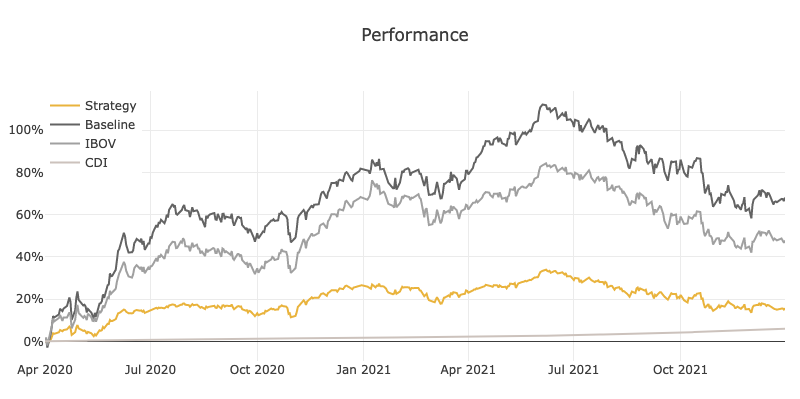 Performance
Strategy
Baseline
IBOV
CDI
100%
80%
60%
40%
20%
0%
Apr 2020 Jul 2020 Oct 2020 Jan 2021 Apr 2021 Jul 2021 Oct 2021